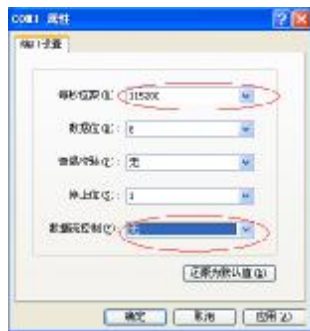 COM1 属性
端口设置
每秒位数(B): 115200
数据位(D): 8
奇偶校验(P): 无
停止位(S): 1
数据流控制(F): 无
还原为默认值(R)
确定 取消 应用(A)